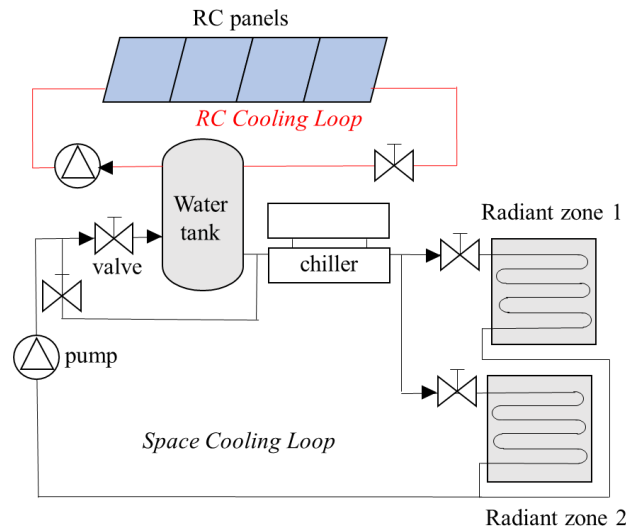 RC panels
RC Cooling Loop
Water
tank
Radiant zone 1
valve
chiller
pump
Space Cooling Loop
Radiant zone 2